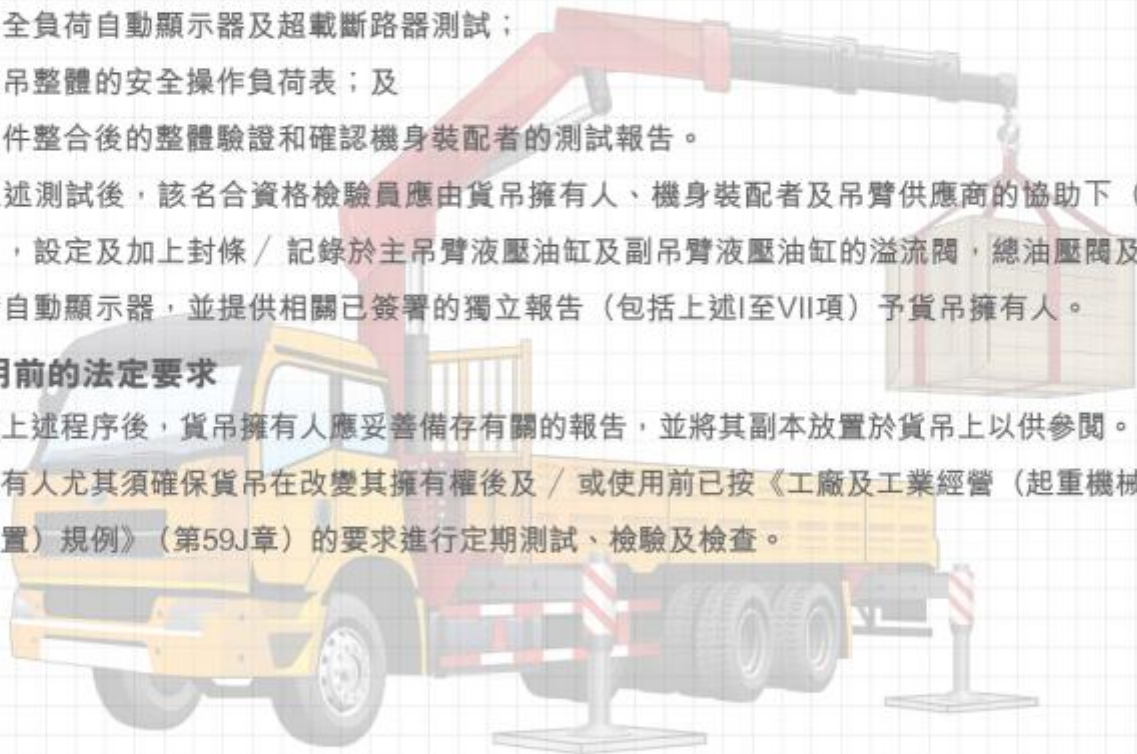 全負荷自動顯示器及超載斷路器測試；
吊整體的安全操作負荷表；及
件整合後的整體驗證和確認機身裝配者的測試報告。
述測試後，該名合資格檢驗員應由貨吊擁有人、機身裝配者及吊臂供應商的協助下（
，設定及加上封條／記錄於主吊臂液壓油缸及副吊臂液壓油缸的溢流閥，總油壓閥及
自動顯示器，並提供相關已簽署的獨立報告（包括上述I至VII項）予貨吊擁有人。
用前的法定要求
上述程序後，貨吊擁有人應妥善備存有關的報告，並將其副本放置於貨吊上以供參閱。
有人尤其須確保貨吊在改變其擁有權後及／或使用前已按《工廠及工業經營（起重機械
置）規例》（第59J章）的要求進行定期測試、檢驗及檢查。